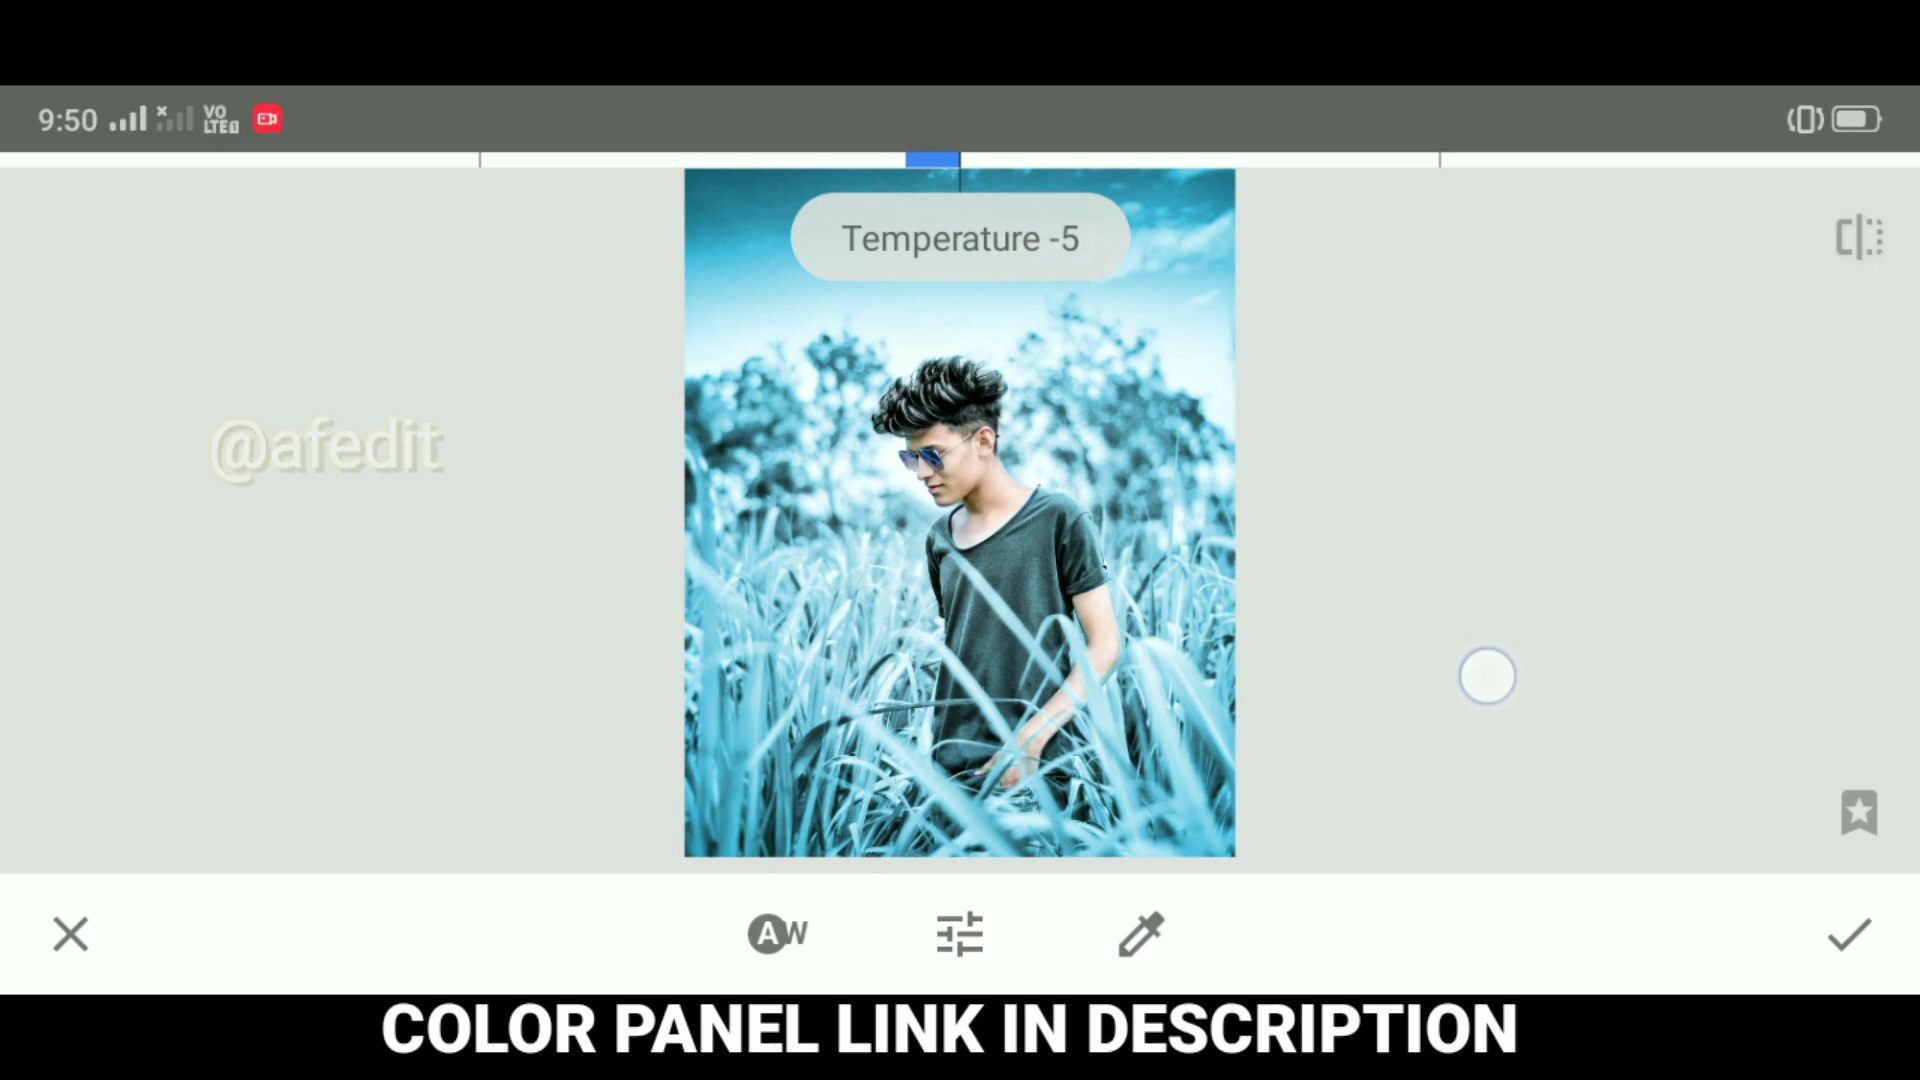 9:50 VO LTE
Temperature -5
@afedit
AW
COLOR PANEL LINK IN DESCRIPTION